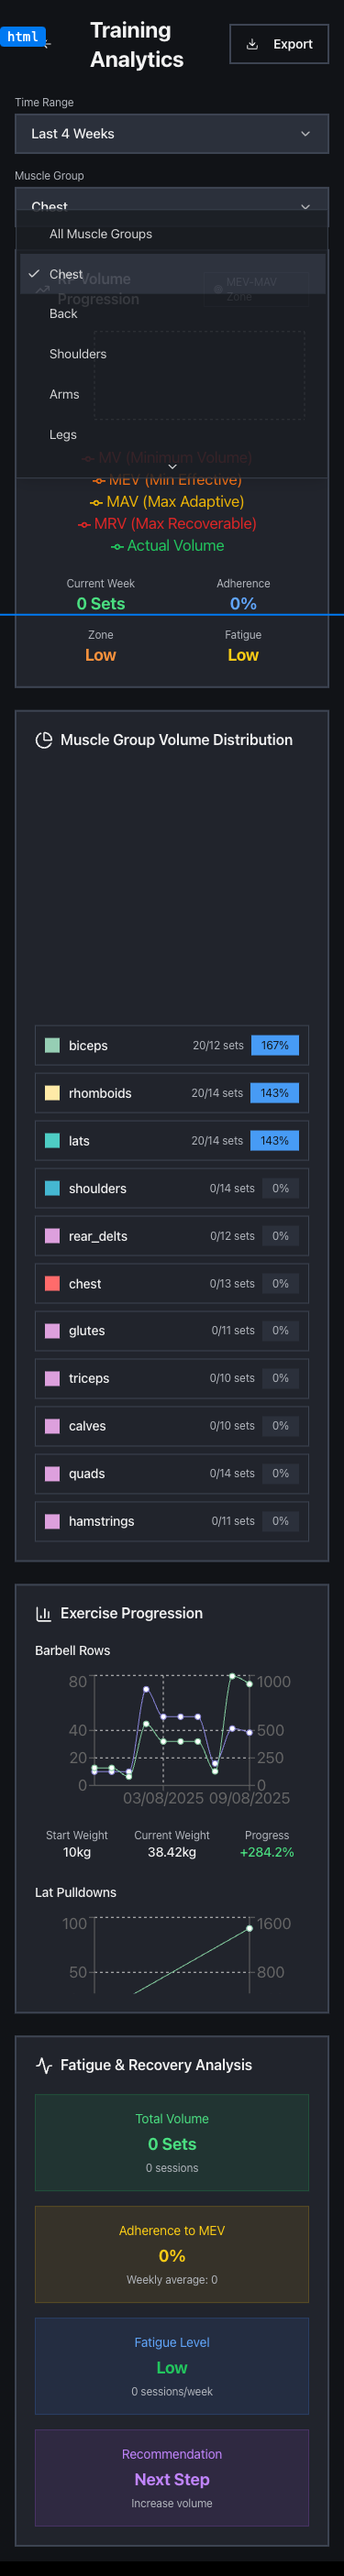 html
Training
Analytics
Export
Time Range
Last 4 Weeks
Muscle Group
Chest
All Muscle Groups
Chest
RP Volume
Progression
MEV-MAV
Zone
Back
Shoulders
Arms
Legs
MV (Minimum Volume)
MEV (Min Effective)
MAV (Max Adaptive)
MRV (Max Recoverable)
Actual Volume
Current Week
Adherence
0 Sets
0%
Zone
Fatigue
Low
Low
Muscle Group Volume Distribution
biceps 20/12 sets 167%
rhomboids 20/14 sets 143%
lats 20/14 sets 143%
shoulders 0/14 sets 0%
rear_delts 0/12 sets 0%
chest 0/13 sets 0%
glutes 0/11 sets 0%
triceps 0/10 sets 0%
calves 0/10 sets 0%
quads 0/14 sets 0%
hamstrings 0/11 sets 0%
Exercise Progression
Barbell Rows
80 1000
40 500
20 250
0 0
03/08/2025 09/08/2025
Start Weight Current Weight Progress
10kg 38.42kg +284.2%
Lat Pulldowns
100 1600
50 800
Fatigue & Recovery Analysis
Total Volume
0 Sets
0 sessions
Adherence to MEV
0%
Weekly average: 0
Fatigue Level
Low
0 sessions/week
Recommendation
Next Step
Increase volume